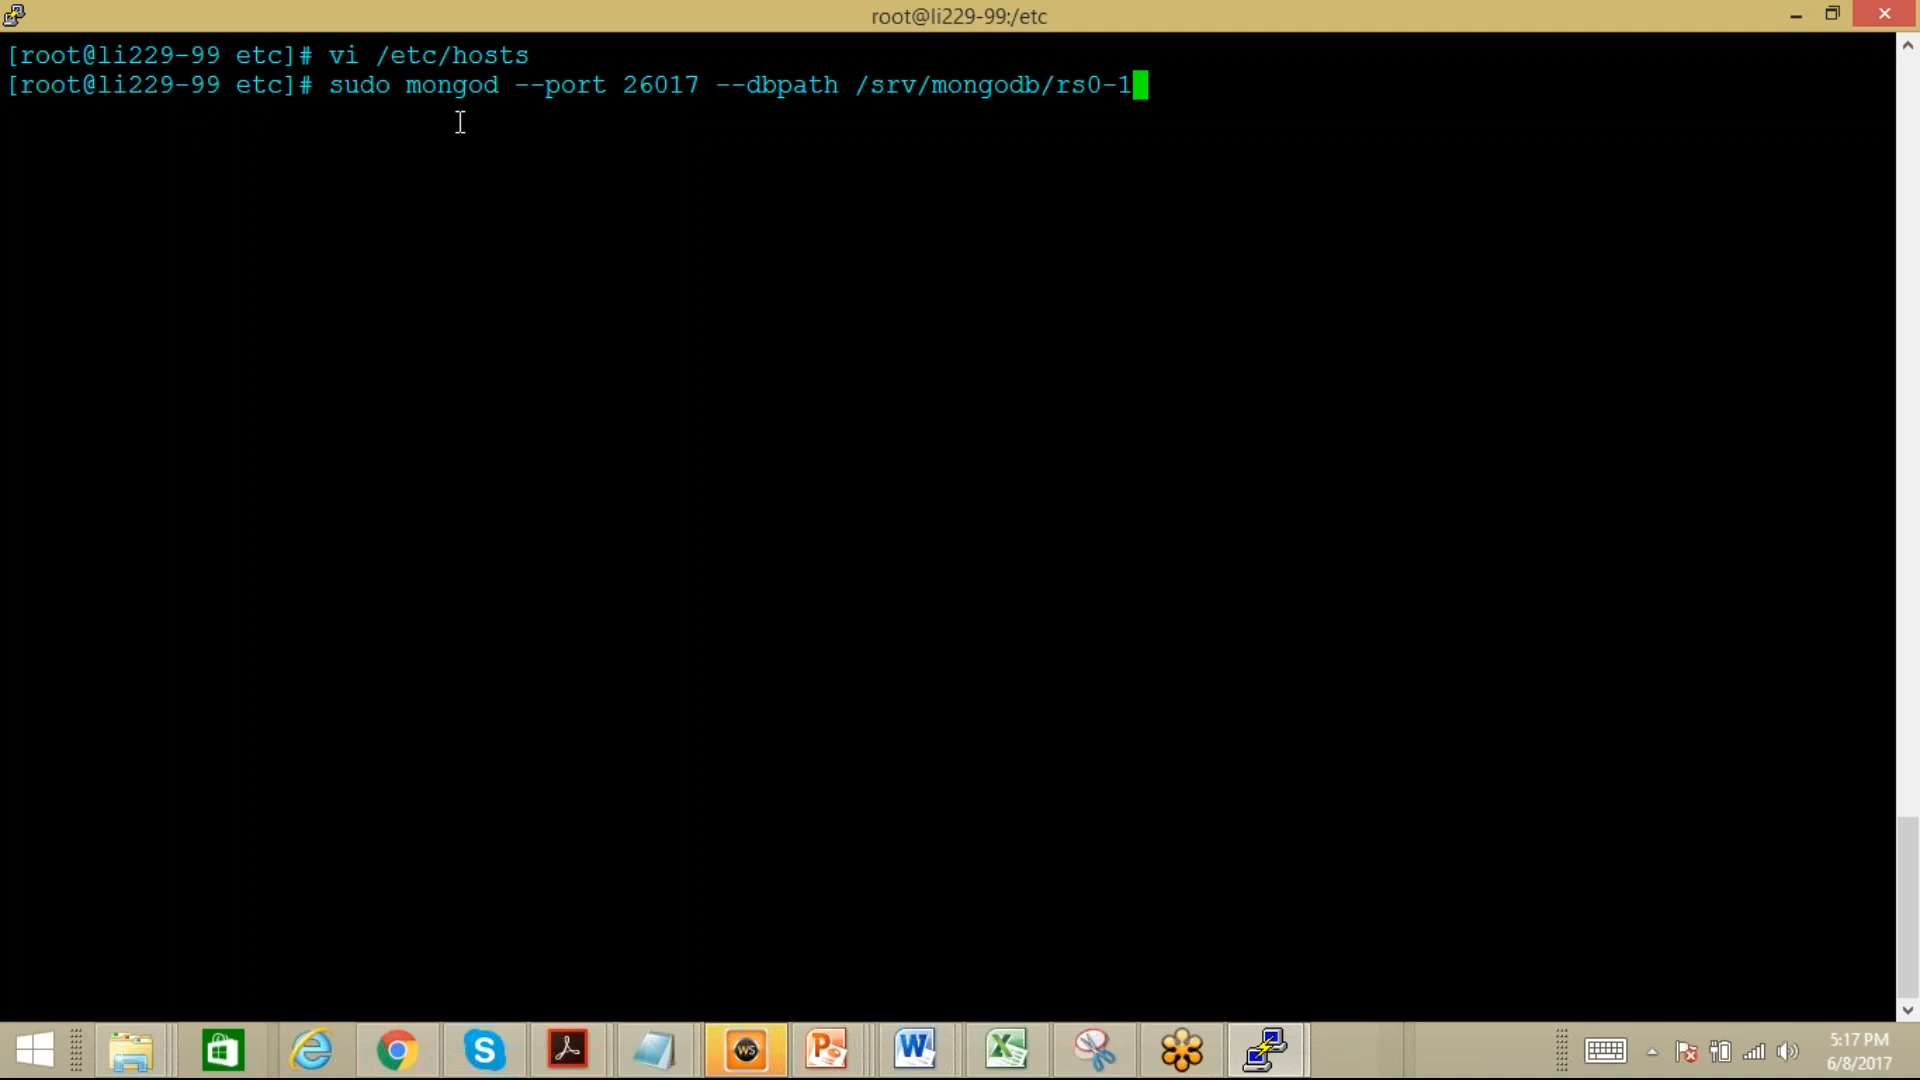 root@li229-99:/etc
[root@li229-99 etc]# vi /etc/hosts
[root@li229-99 etc]# sudo mongod --port 26017 --dbpath /srv/mongodb/rs0-1
WS
5:17 PM
6/8/2017